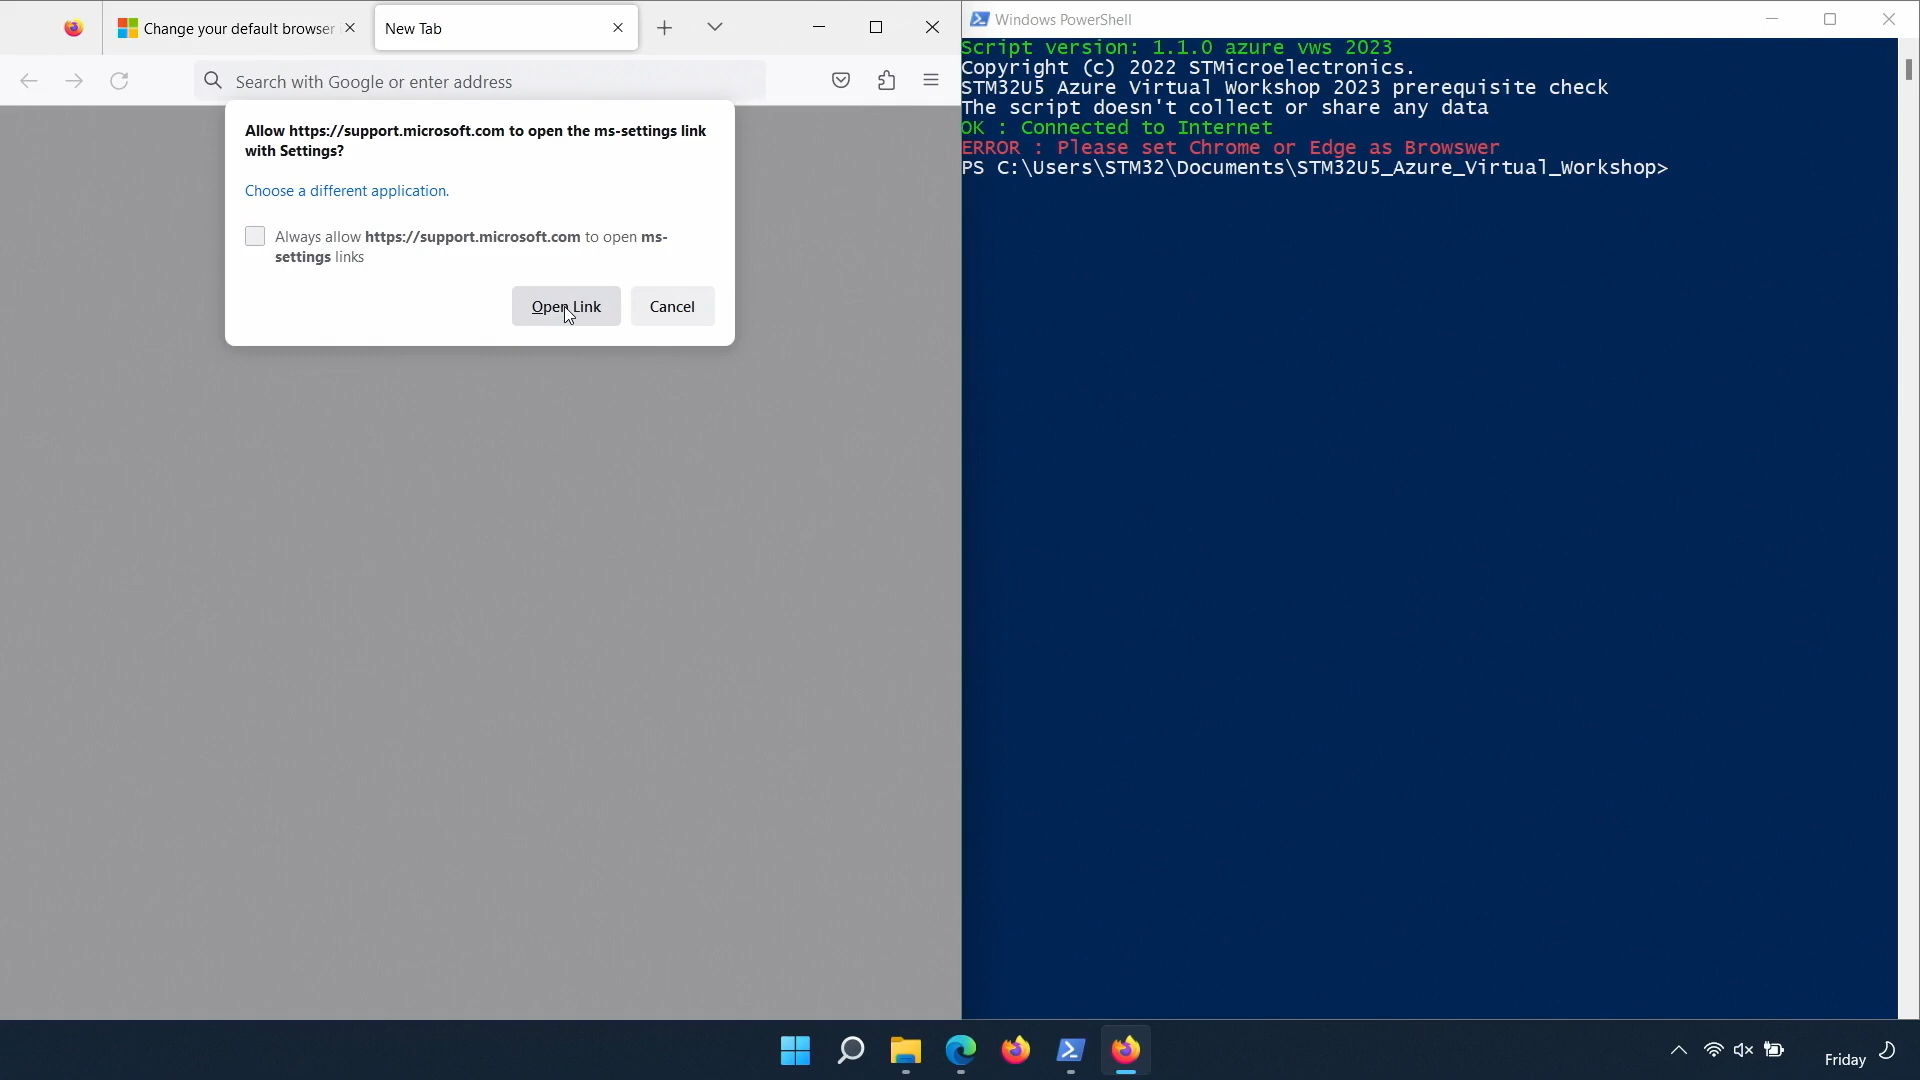 Change your default browser
New Tab
Search with Google or enter address
Allow https://support.microsoft.com to open the ms-settings link
with Settings?
Choose a different application.
Always allow https://support.microsoft.com to open ms-
settings links
Open Link
Cancel
Windows PowerShell
Script version: 1.1.0 azure vws 2023
Copyright (c) 2022 STMicroelectronics.
STM32U5 Azure Virtual Workshop 2023 prerequisite check
The script doesn't collect or share any data
OK : Connected to Internet
ERROR : Please set Chrome or Edge as Browswer
PS C:\Users\STM32\Documents\STM32U5_Azure_Virtual_Workshop>
Friday